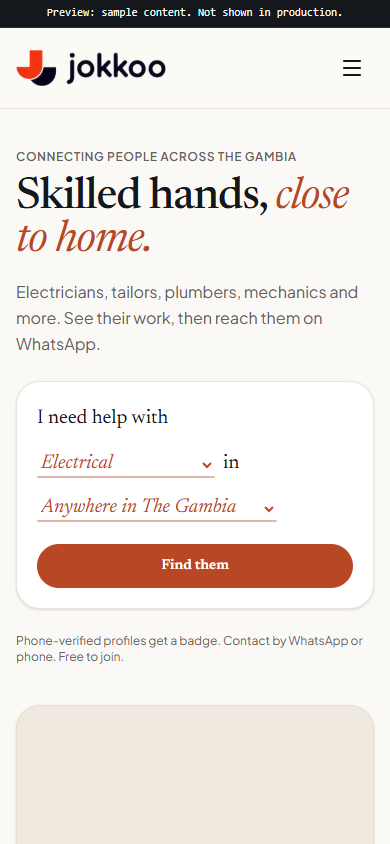 Preview: sample content. Not shown in production.
jokkoo
CONNECTING PEOPLE ACROSS THE GAMBIA
Skilled hands, close
to home.
Electricians, tailors, plumbers, mechanics and
more. See their work, then reach them on
WhatsApp.
I need help with
Electrical in
Anywhere in The Gambia
Find them
Phone-verified profiles get a badge. Contact by WhatsApp or
phone. Free to join.